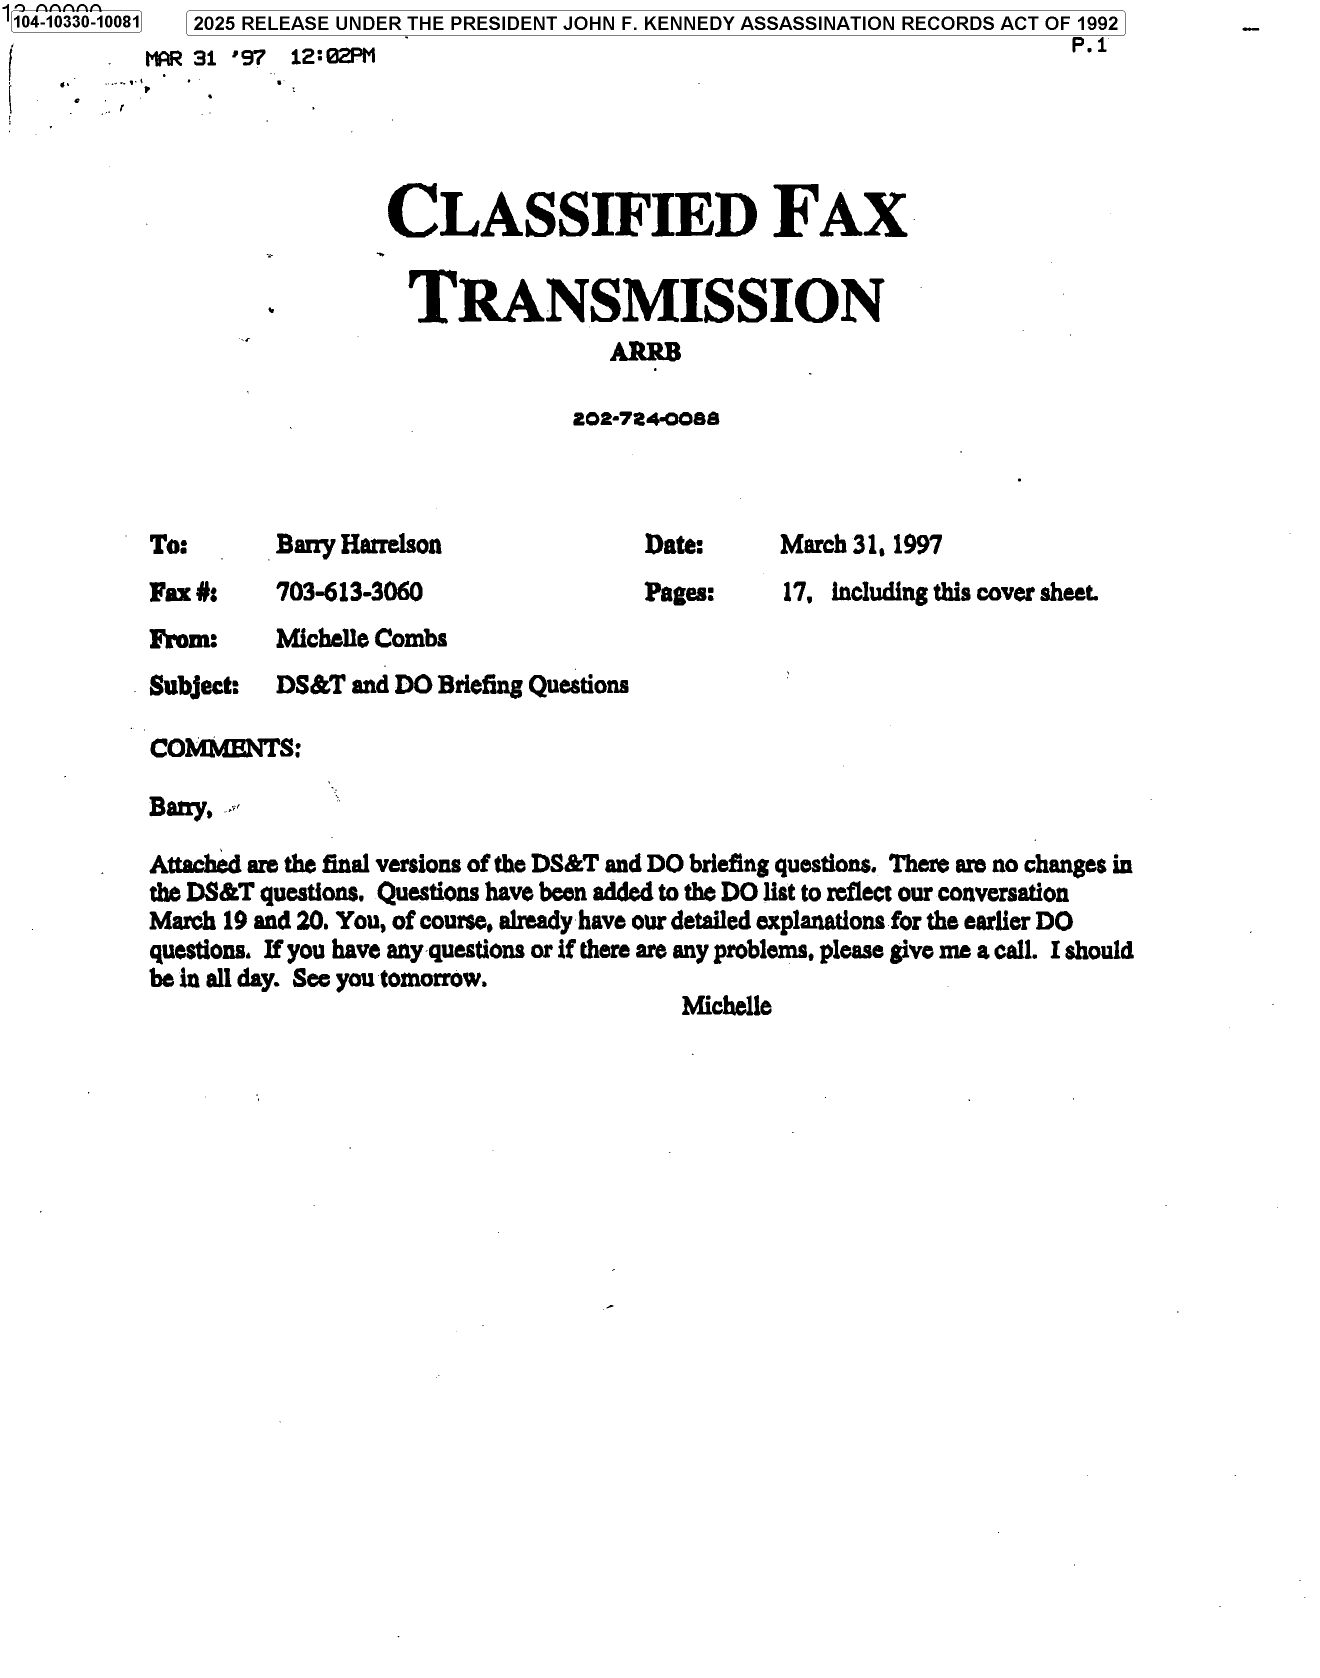 104-10330-10081
2025 RELEASE UNDER THE PRESIDENT JOHN F. KENNEDY ASSASSINATION RECORDS ACT OF 1992
MAR 31 '97 12:02PM
P.1
CLASSIFIED FAX
TRANSMISSION
ARRB
202-724-0088
To: Barry Harrelson Date: March 31, 1997
Fax #: 703-613-3060 Pages: 17, including this cover sheet.
From: Michelle Combs
Subject: DS&T and DO Briefing Questions
COMMENTS:
Barry,
Attached are the final versions of the DS&T and DO briefing questions. There are no changes in
the DS&T questions. Questions have been added to the DO list to reflect our conversation
March 19 and 20. You, of course, already have our detailed explanations for the earlier DO
questions. If you have any questions or if there are any problems, please give me a call. I should
be in all day. See you tomorrow.
Michelle